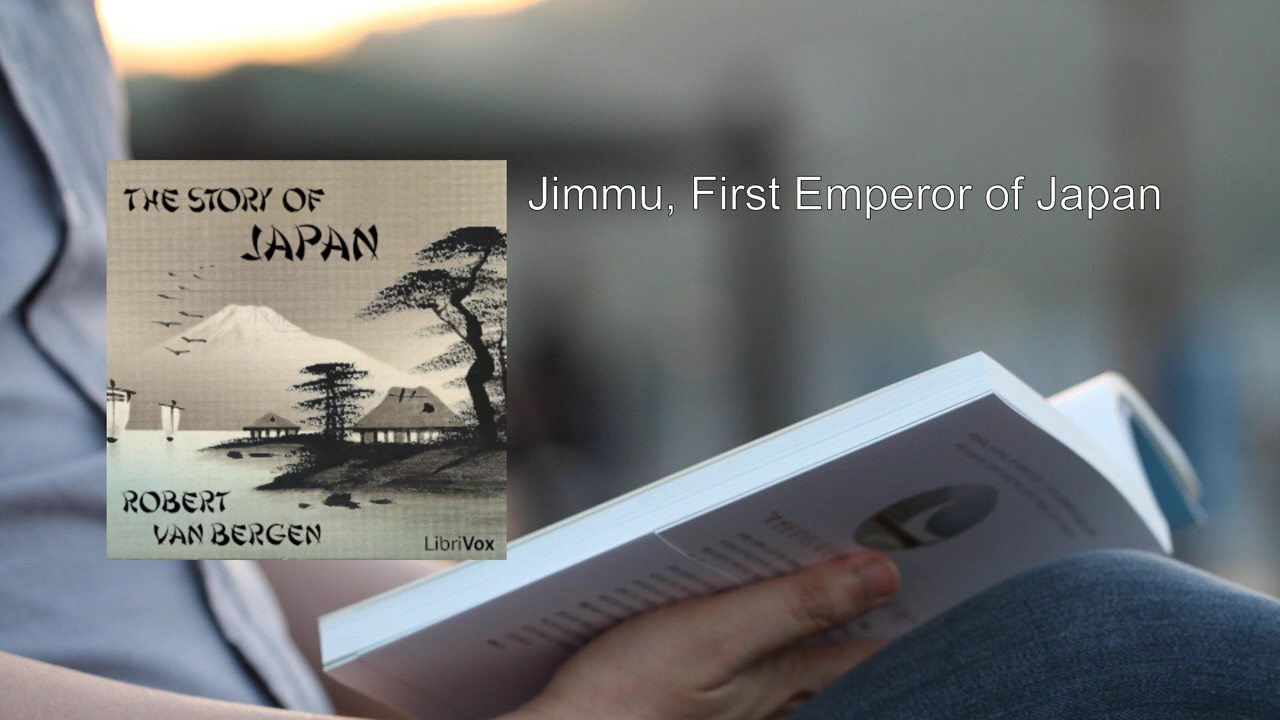 THE STORY OF
JAPAN
ROBERT
VAN BERGEN
LibriVox
Jimmu, First Emperor of Japan